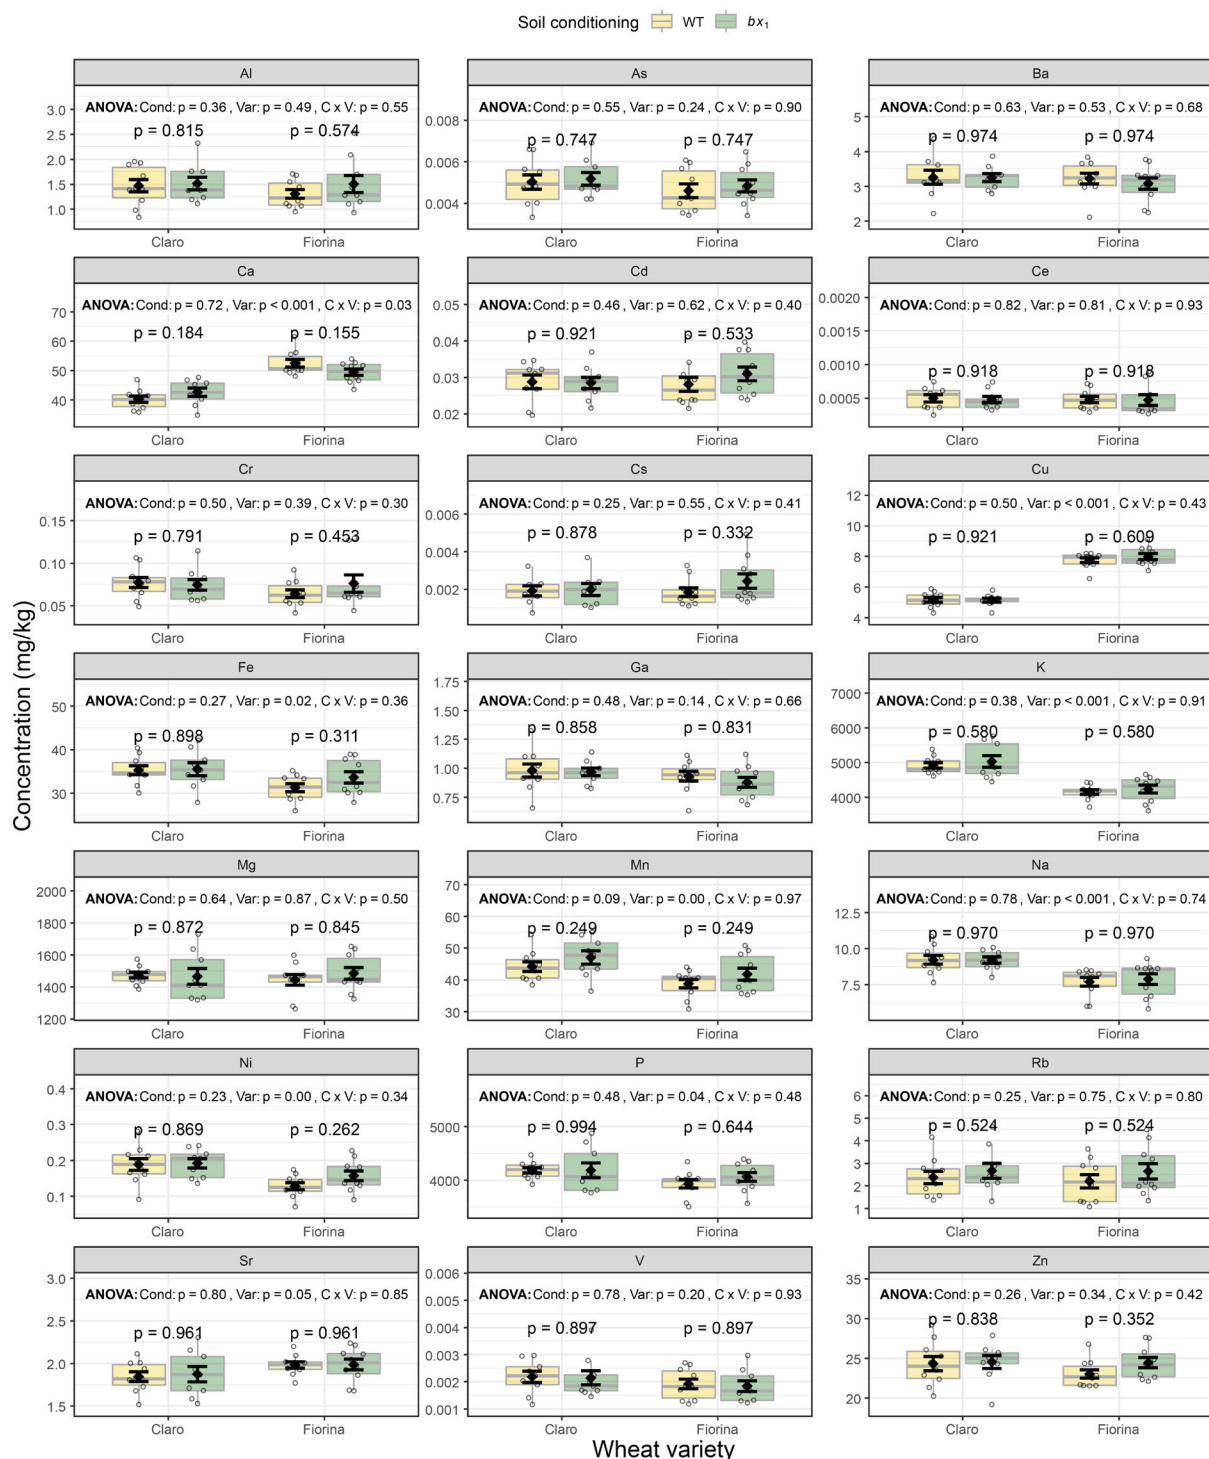 Soil conditioning WT bx1
Concentration (mg/kg)
Al
ANOVA: Cond: p = 0.36 , Var: p = 0.49 , C x V: p = 0.55
p = 0.815 p = 0.574
3.0
2.5
2.0
1.5
1.0
Claro Fiorina
As
ANOVA: Cond: p = 0.55 , Var: p = 0.24 , C x V: p = 0.90
p = 0.747 p = 0.747
0.008
0.006
0.004
Claro Fiorina
Ba
ANOVA: Cond: p = 0.63 , Var: p = 0.53 , C x V: p = 0.68
p = 0.974 p = 0.974
5
4
3
2
Claro Fiorina
Ca
ANOVA: Cond: p = 0.72 , Var: p < 0.001 , C x V: p = 0.03
p = 0.184 p = 0.155
70
60
50
40
Claro Fiorina
Cd
ANOVA: Cond: p = 0.46 , Var: p = 0.62 , C x V: p = 0.40
p = 0.921 p = 0.533
0.05
0.04
0.03
0.02
Claro Fiorina
Ce
ANOVA: Cond: p = 0.82 , Var: p = 0.81 , C x V: p = 0.93
p = 0.918 p = 0.918
0.0020
0.0015
0.0010
0.0005
Claro Fiorina
Cr
ANOVA: Cond: p = 0.50 , Var: p = 0.39 , C x V: p = 0.30
p = 0.791 p = 0.453
0.15
0.10
0.05
Claro Fiorina
Cs
ANOVA: Cond: p = 0.25 , Var: p = 0.55 , C x V: p = 0.41
p = 0.878 p = 0.332
0.006
0.004
0.002
Claro Fiorina
Cu
ANOVA: Cond: p = 0.50 , Var: p < 0.001 , C x V: p = 0.43
p = 0.921 p = 0.609
12
10
8
6
4
Claro Fiorina
Fe
ANOVA: Cond: p = 0.27 , Var: p = 0.02 , C x V: p = 0.36
p = 0.898 p = 0.311
50
40
30
Claro Fiorina
Ga
ANOVA: Cond: p = 0.48 , Var: p = 0.14 , C x V: p = 0.66
p = 0.858 p = 0.831
1.75
1.50
1.25
1.00
0.75
Claro Fiorina
K
ANOVA: Cond: p = 0.38 , Var: p < 0.001 , C x V: p = 0.91
p = 0.580 p = 0.580
7000
6000
5000
4000
Claro Fiorina
Mg
ANOVA: Cond: p = 0.64 , Var: p = 0.87 , C x V: p = 0.50
p = 0.872 p = 0.845
2000
1800
1600
1400
1200
Claro Fiorina
Mn
ANOVA: Cond: p = 0.09 , Var: p = 0.00 , C x V: p = 0.97
p = 0.249 p = 0.249
70
60
50
40
30
Claro Fiorina
Na
ANOVA: Cond: p = 0.78 , Var: p < 0.001 , C x V: p = 0.74
p = 0.970 p = 0.970
12.5
10.0
7.5
Claro Fiorina
Ni
ANOVA: Cond: p = 0.23 , Var: p = 0.00 , C x V: p = 0.34
p = 0.869 p = 0.262
0.4
0.3
0.2
0.1
Claro Fiorina
P
ANOVA: Cond: p = 0.48 , Var: p = 0.04 , C x V: p = 0.48
p = 0.994 p = 0.644
5000
4000
Claro Fiorina
Rb
ANOVA: Cond: p = 0.25 , Var: p = 0.75 , C x V: p = 0.80
p = 0.524 p = 0.524
6
5
4
3
2
1
Claro Fiorina
Sr
ANOVA: Cond: p = 0.80 , Var: p = 0.05 , C x V: p = 0.85
p = 0.961 p = 0.961
3.0
2.5
2.0
1.5
Claro Fiorina
V
ANOVA: Cond: p = 0.78 , Var: p = 0.20 , C x V: p = 0.93
p = 0.897 p = 0.897
0.006
0.005
0.004
0.003
0.002
0.001
Claro Fiorina
Zn
ANOVA: Cond: p = 0.26 , Var: p = 0.34 , C x V: p = 0.42
p = 0.838 p = 0.352
35
30
25
20
Claro Fiorina
Wheat variety